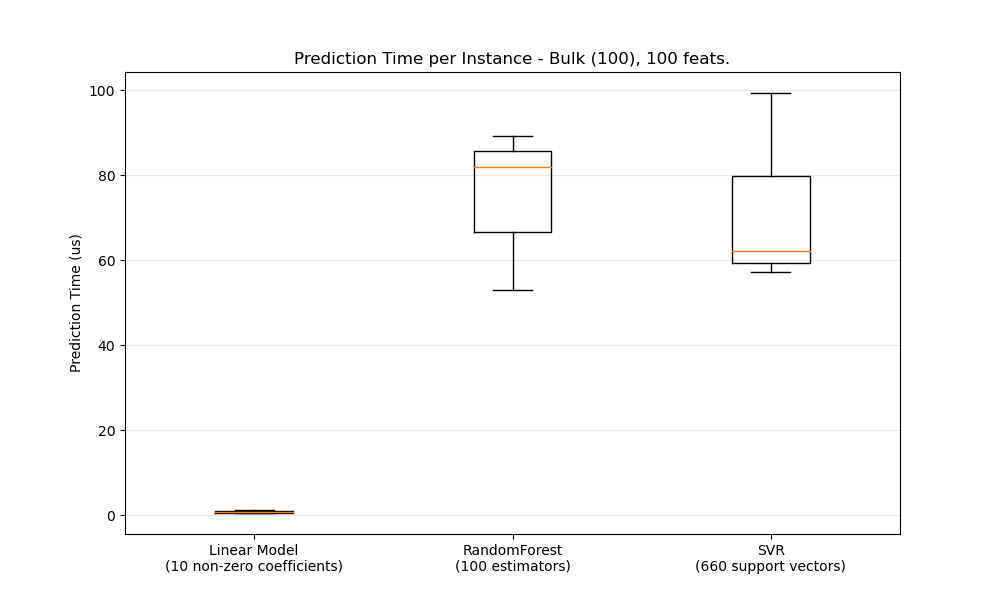 Prediction Time per Instance - Bulk (100), 100 feats.
100
80
60
40
20
0
Prediction Time (us)
Linear Model
(10 non-zero coefficients)
RandomForest
(100 estimators)
SVR
(660 support vectors)